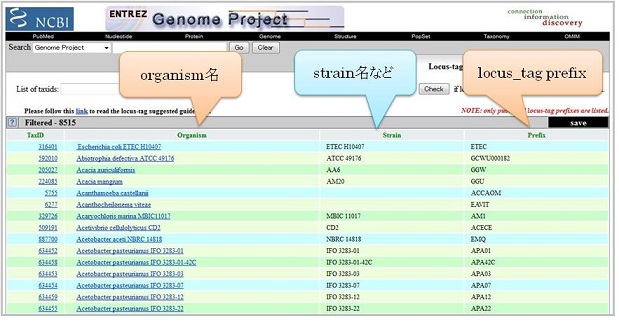 NCBI
ENTREZ Genome Project
connection
information
discovery
PubMed Nucleotide Protein Genome Structure PopSet Taxonomy OMIM
Search Genome Project Go Clear
organism名
strain名など
locus_tag prefix
Locus-tag
List of taxids: Check if
Please follow this link to read the locus-tag suggested
NOTE: only locus-tag prefixes are listed.
? Filtered - 8515 save
TaxID Organism Strain Prefix
316401 Escherichia coli ETEC H10407 ETEC H10407 ETEC
592010 Abiotrophia defectiva ATCC 49176 ATCC 49176 GCWU000182
205027 Acacia auriculiformis AA6 GGW
224085 Acacia mangium AM20 GGU
5755 Acanthamoeba castellanii ACCAOM
6277 Acanthocheilonema viteae EAVIT
329726 Acaryochloris marina MBIC11017 MBIC 11017 AM1
509191 Acetivibrio cellulolyticus CD2 CD2 ACECE
887700 Acetobacter aceti NBRC 14818 NBRC 14818 EMQ
634452 Acetobacter pasteurianus IFO 3283-01 IFO 3283-01 APA01
634458 Acetobacter pasteurianus IFO 3283-01-42C IFO 3283-01-42C APA42C
634453 Acetobacter pasteurianus IFO 3283-03 IFO 3283-03 APA03
634454 Acetobacter pasteurianus IFO 3283-07 IFO 3283-07 APA07
634459 Acetobacter pasteurianus IFO 3283-12 IFO 3283-12 APA12
634455 Acetobacter pasteurianus IFO 3283-22 IFO 3283-22 APA22